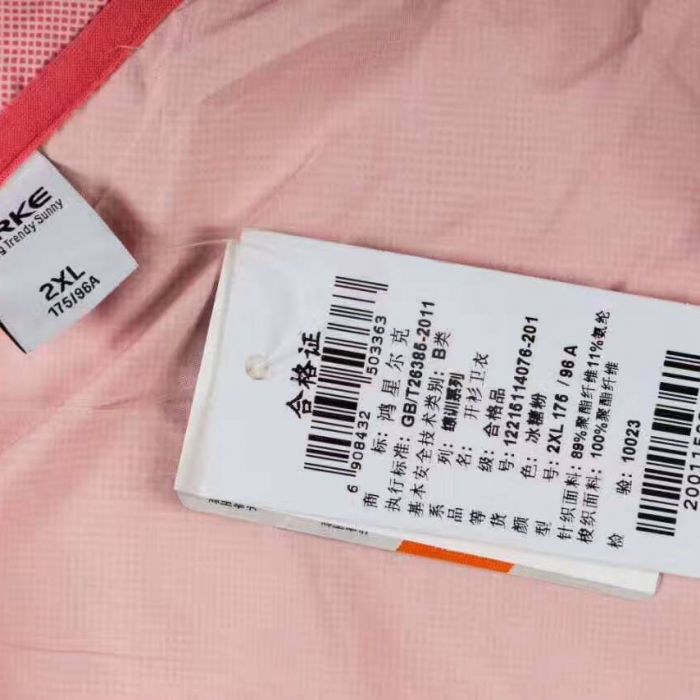 RKE
g Trendy Sunny
2XL
175/96A
合格证
6 908432 503363
商 标：鸿 星 尔 克
执行标准：GB/T26385-2011
基本安全技术类别：B类
系 列：综训系列
品 名：开衫卫衣
等 级：合格品
货 号：12216114076-201
颜 色：冰糖粉
型 号：2XL 175 / 96 A
针织面料：89%聚酯纤维11%氨纶
梭织面料：100%聚酯纤维
检 验：10023